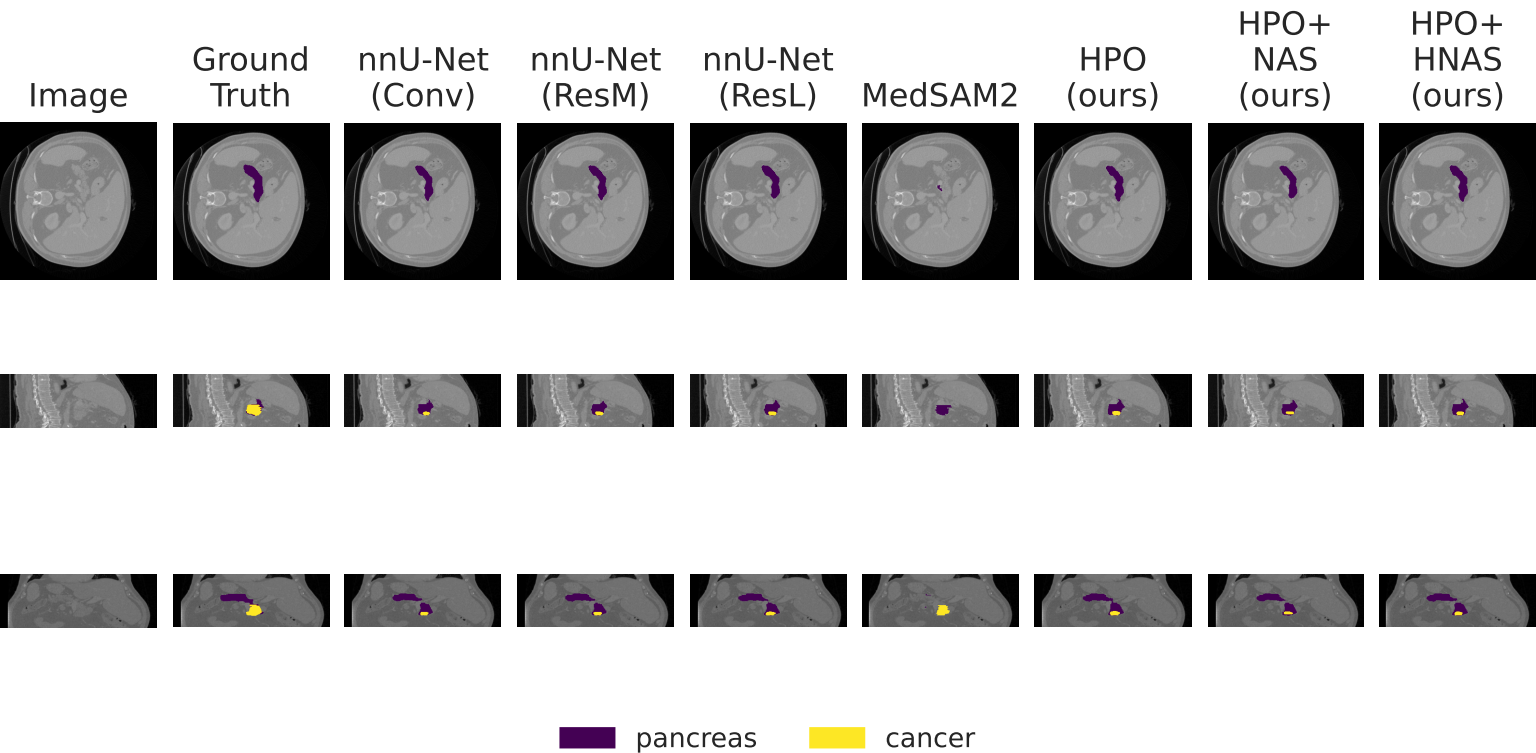 Image
Ground
Truth
nnU-Net
(Conv)
nnU-Net
(ResM)
nnU-Net
(ResL)
MedSAM2
HPO
(ours)
HPO+
NAS
(ours)
HPO+
HNAS
(ours)
pancreas
cancer